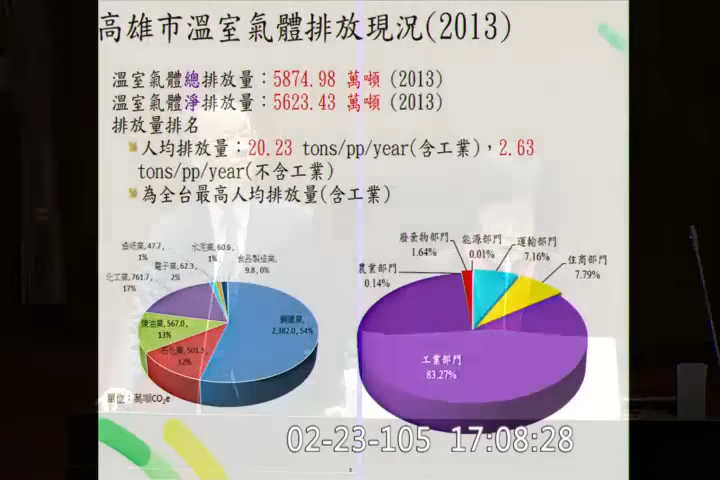 高雄市溫室氣體排放現況(2013)
溫室氣體總排放量：5874.98 萬噸 (2013)
溫室氣體淨排放量：5623.43 萬噸 (2013)
排放量排名
人均排放量：20.23 tons/pp/year(含工業)，2.63
tons/pp/year(不含工業)
為全台最高人均排放量(含工業)
造紙業,47.7,
1%
水泥業,60.6,
1%
食品製造業,
9.8, 0%
電子業,62.3,
2%
化工業,761.7,
17%
煉油業,567.0,
13%
石化業,501.3,
12%
鋼鐵業,
2,382.0, 54%
單位：萬噸CO₂e
廢棄物部門
1.64%
能源部門
0.01%
運輸部門
7.16%
住商部門
7.79%
農業部門
0.14%
工業部門
83.27%
02-23-105 17:08:28